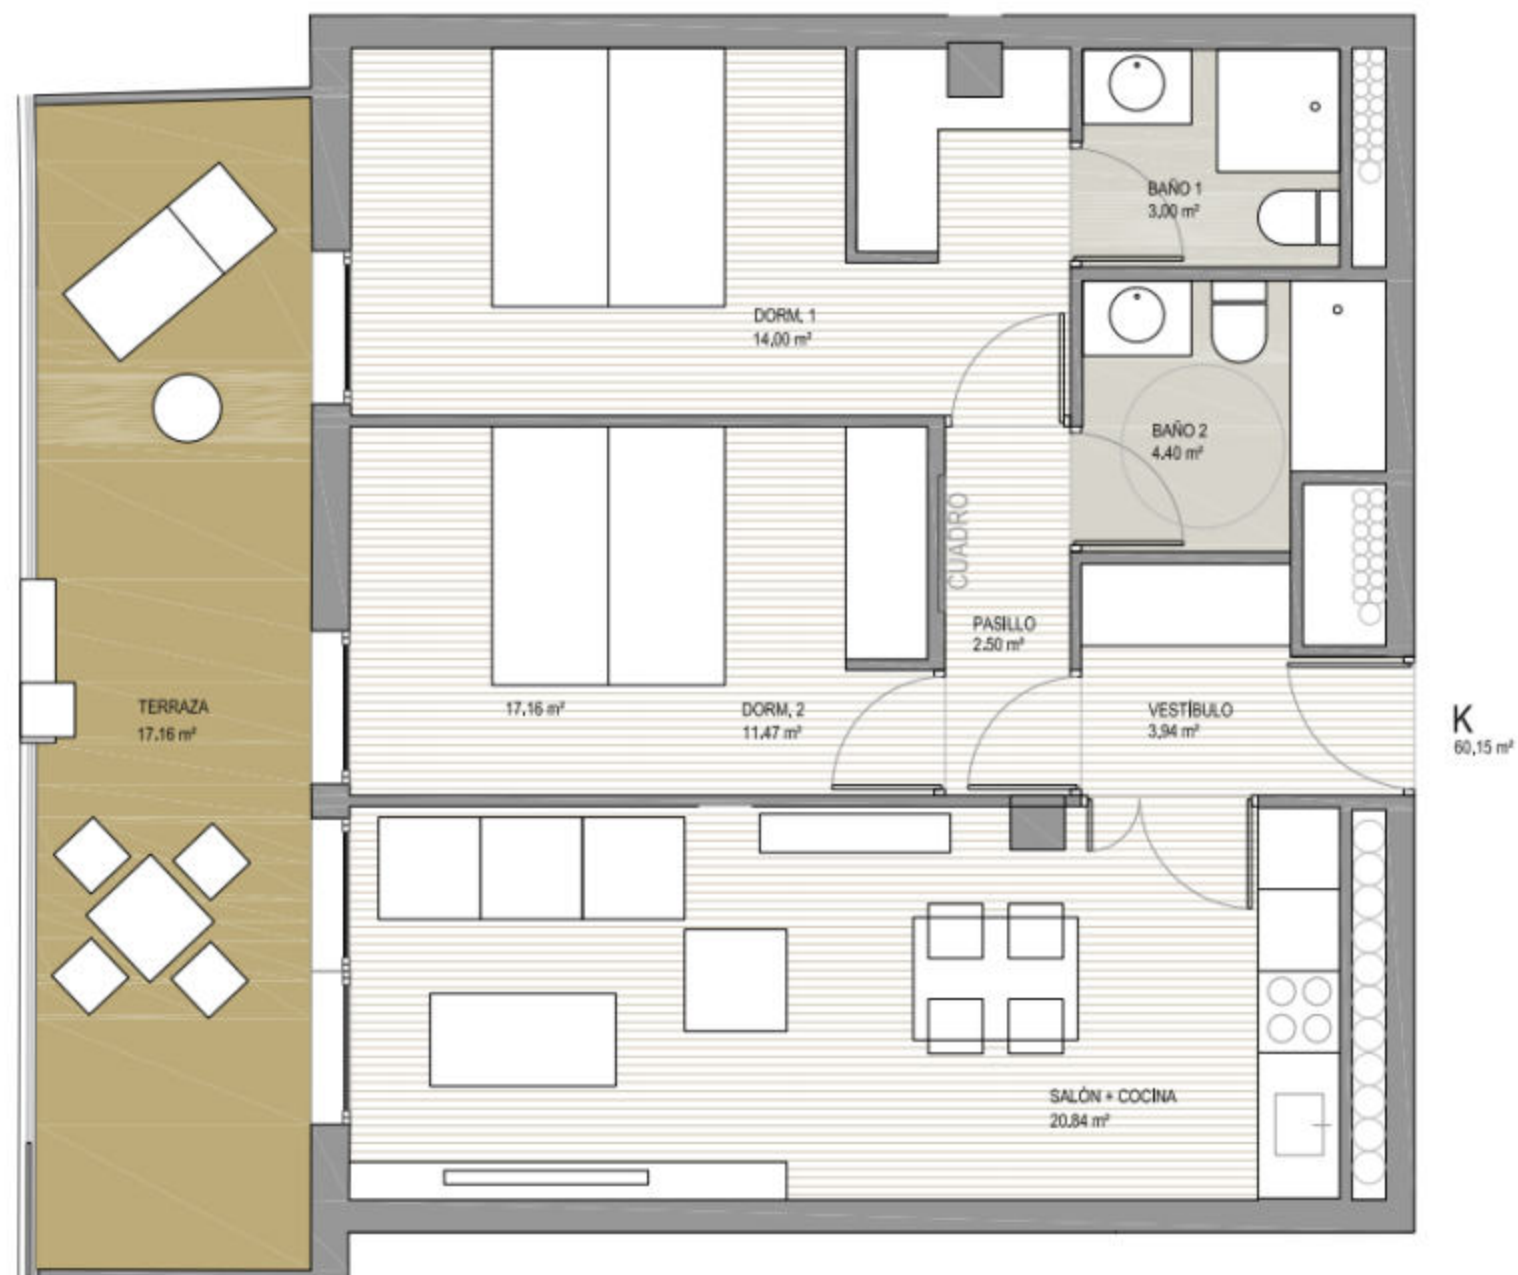 BAÑO 1
3,00 m²
DORM. 1
14,00 m²
BAÑO 2
4.40 m²
CUADRO
PASILLO
2.50 m²
TERRAZA
17.16 m²
17.16 m²
DORM. 2
11.47 m²
VESTÍBULO
3,94 m²
K
60,15 m²
SALÓN + COCINA
20,84 m²